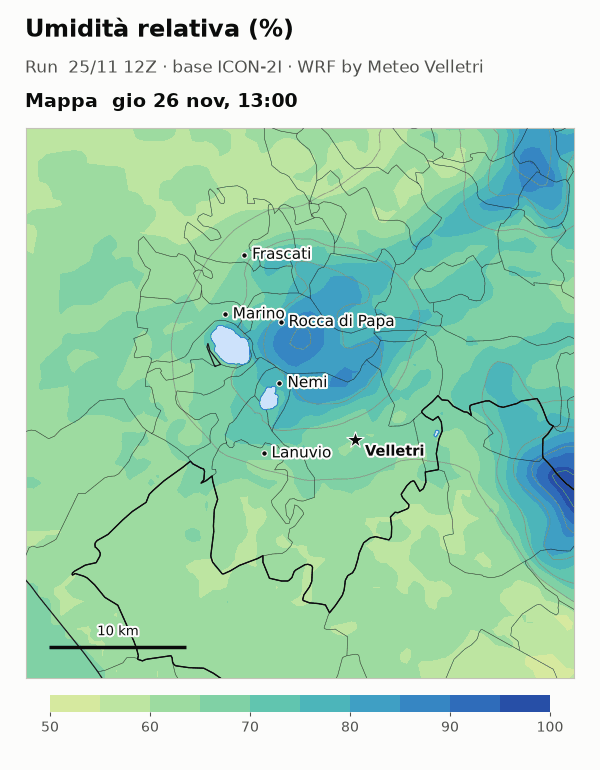 Umidità relativa (%)
Run  25/11 12Z · base ICON-2I · WRF by Meteo Velletri
Mappa  gio 26 nov, 13:00
Frascati
Marino
Rocca di Papa
Nemi
Velletri
Lanuvio
10 km
50 60 70 80 90 100